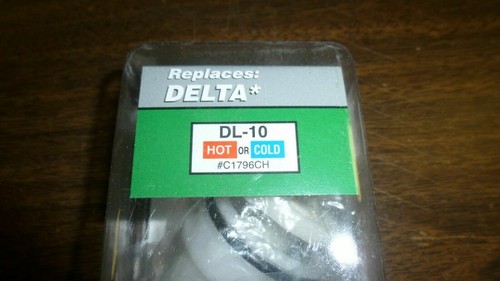 Replaces:
DELTA*
DL-10
HOT OR COLD
#C1796CH